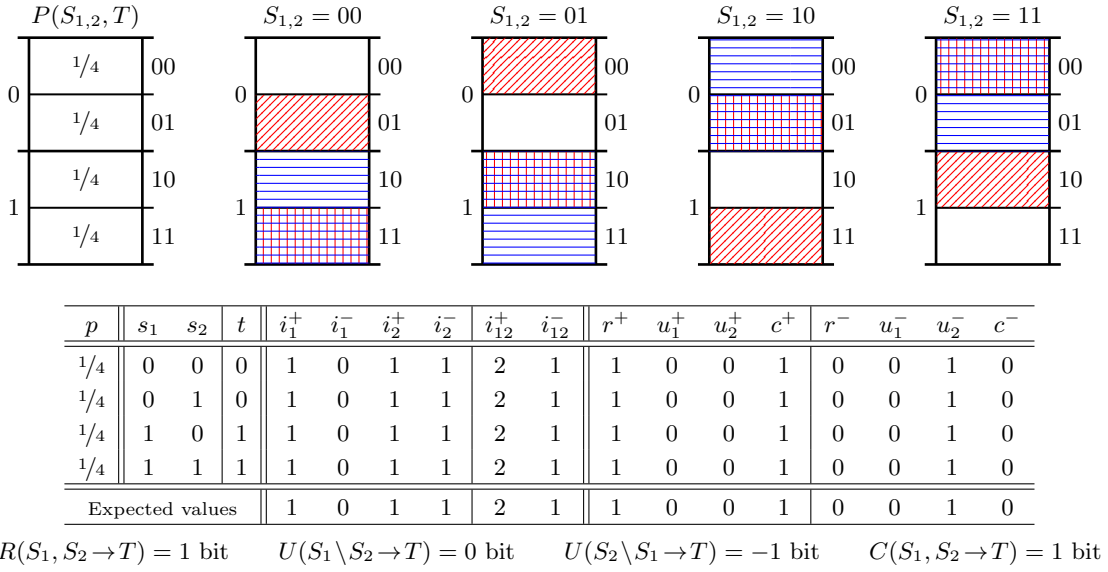 P(S₁,₂, T) S₁,₂ = 00 S₁,₂ = 01 S₁,₂ = 10 S₁,₂ = 11
1/4 00 00 00 00 00
0 0 0 0 0
1/4 01 01 01 01 01
1/4 10 10 10 10 10
1 1 1 1 1
1/4 11 11 11 11 11
p s₁ s₂ t i₁⁺ i₁⁻ i₂⁺ i₂⁻ i₁₂⁺ i₁₂⁻ r⁺ u₁⁺ u₂⁺ c⁺ r⁻ u₁⁻ u₂⁻ c⁻
1/4 0 0 0 1 0 1 1 2 1 1 0 0 1 0 0 1 0
1/4 0 1 0 1 0 1 1 2 1 1 0 0 1 0 0 1 0
1/4 1 0 1 1 0 1 1 2 1 1 0 0 1 0 0 1 0
1/4 1 1 1 1 0 1 1 2 1 1 0 0 1 0 0 1 0
Expected values 1 0 1 1 2 1 1 0 0 1 0 0 1 0
R(S₁, S₂→T) = 1 bit U(S₁\S₂→T) = 0 bit U(S₂\S₁→T) = −1 bit C(S₁, S₂→T) = 1 bit